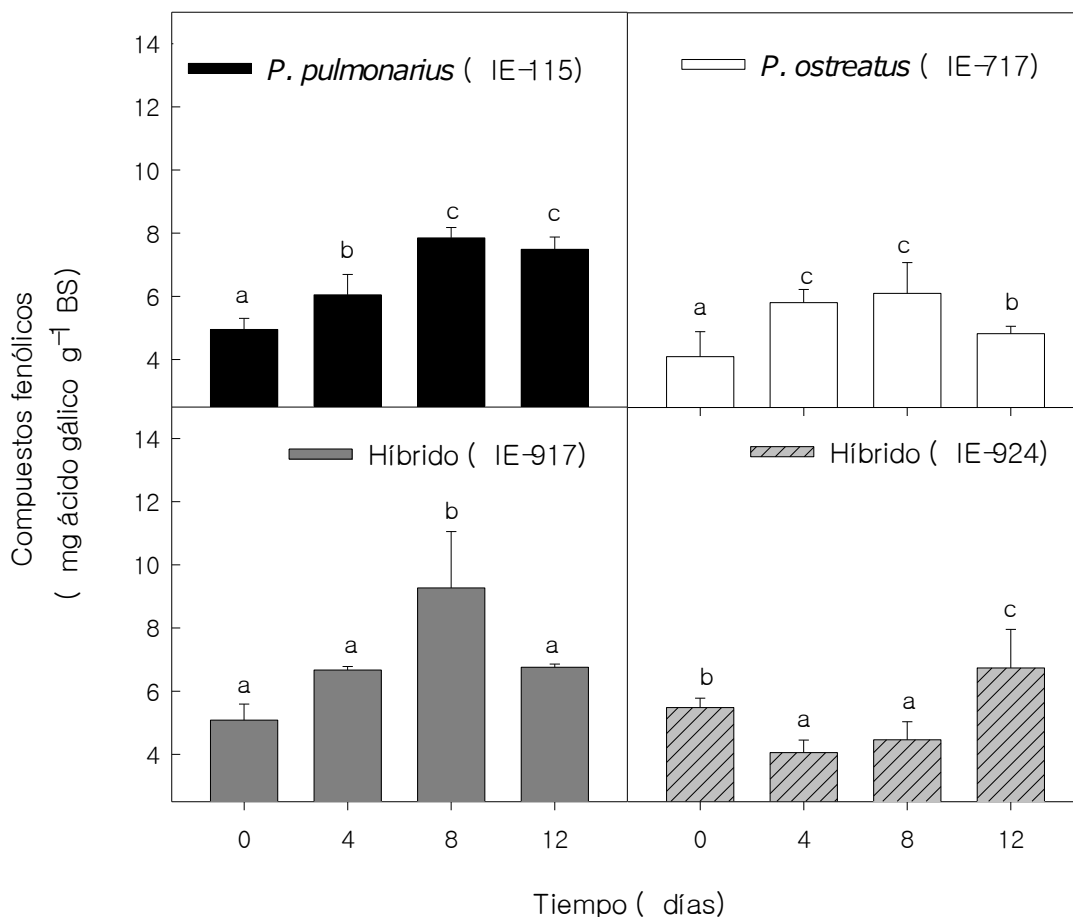 Compuestos fenólicos
( mg ácido gálico g⁻¹ BS)
14
12
10
8
6
4
P. pulmonarius ( IE-115)
a
b
c
c
P. ostreatus ( IE-717)
a
c
c
b
14
12
10
8
6
4
Híbrido ( IE-917)
a
a
b
a
Híbrido ( IE-924)
b
a
a
c
0 4 8 12 0 4 8 12
Tiempo ( días)